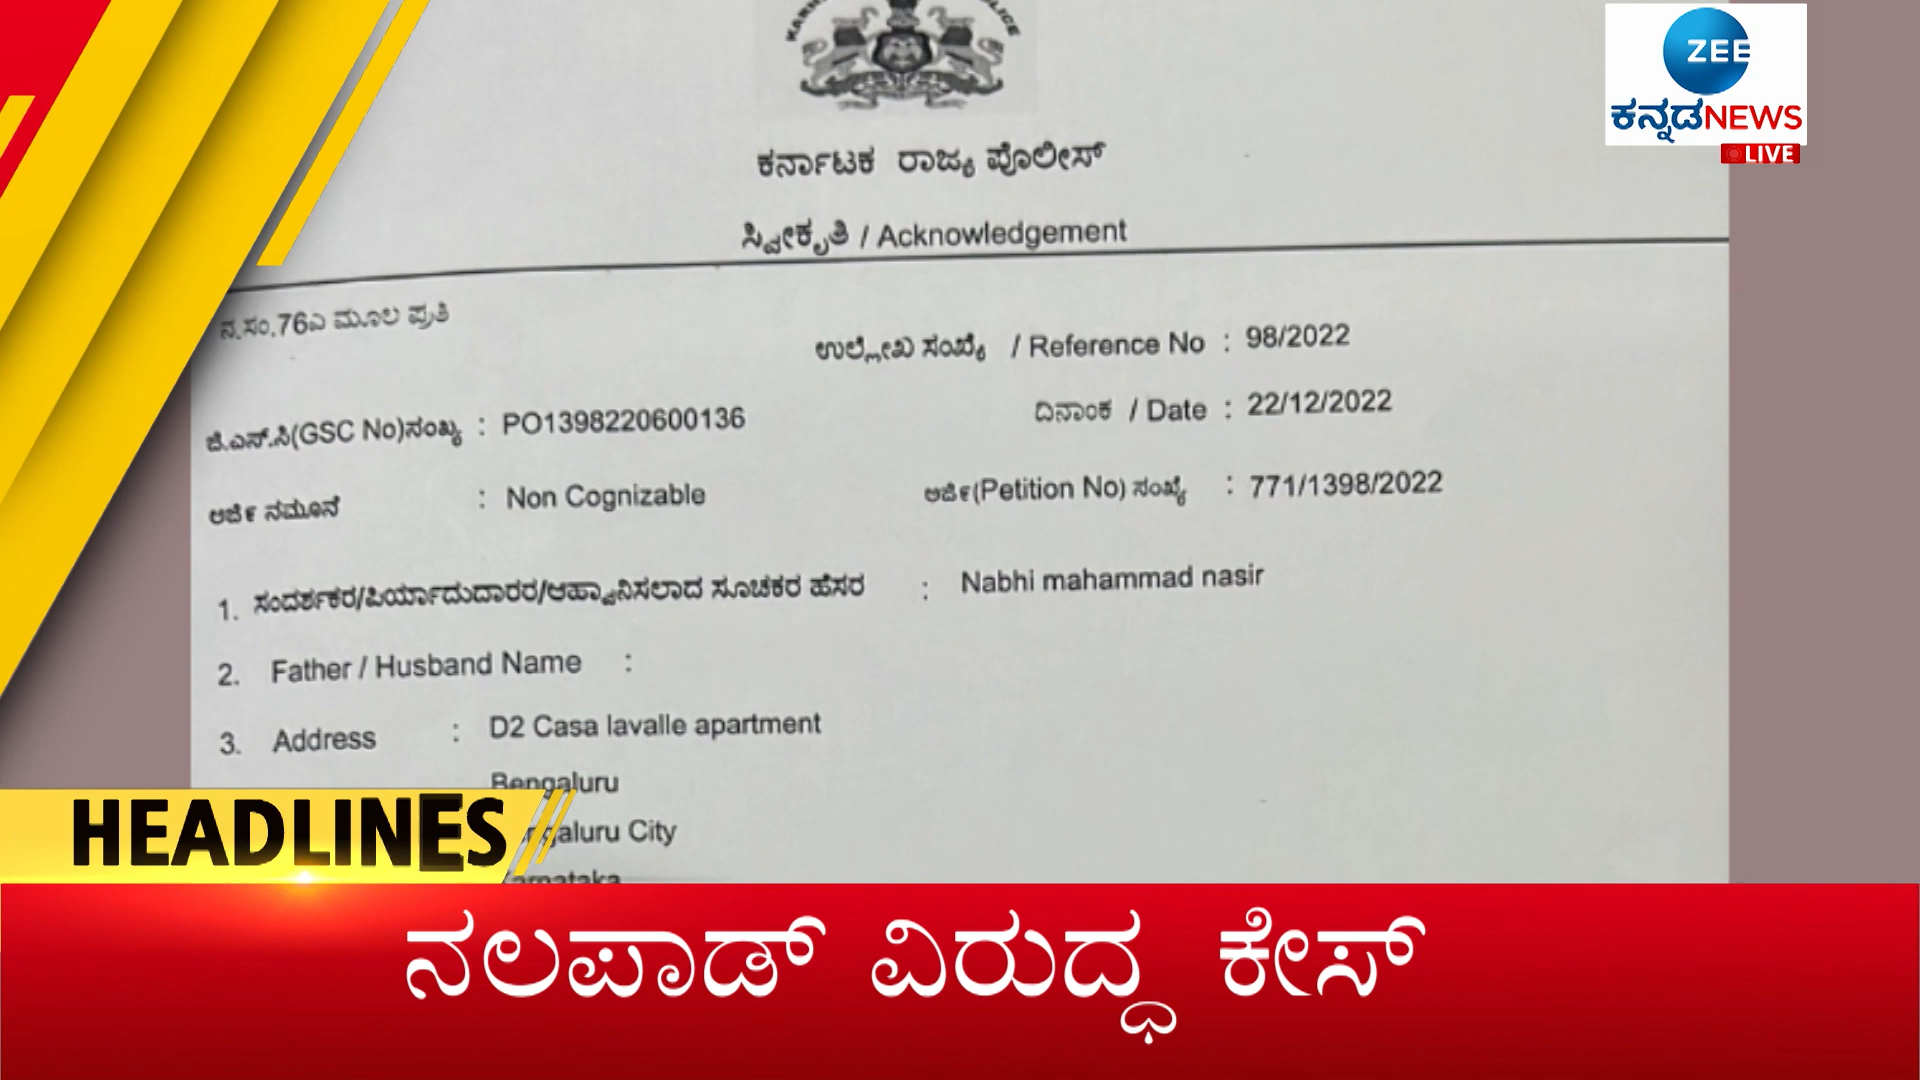 ZEE
ಕನ್ನಡNEWS
LIVE
ಕರ್ನಾಟಕ ರಾಜ್ಯ ಪೊಲೀಸ್
ಸ್ವೀಕೃತಿ / Acknowledgement
ನ.ಸಂ.76ಎ ಮೂಲ ಪ್ರತಿ
ಉಲ್ಲೇಖ ಸಂಖ್ಯೆ / Reference No : 98/2022
ಜಿ.ಎಸ್.ಸಿ(GSC No)ಸಂಖ್ಯ : PO1398220600136
ದಿನಾಂಕ / Date : 22/12/2022
ಅರ್ಜಿ ನಮೂನೆ : Non Cognizable
ಅರ್ಜಿ(Petition No) ಸಂಖ್ಯೆ : 771/1398/2022
1. ಸಂದರ್ಶಕರ/ಪಿರ್ಯಾದುದಾರರ/ಆಹ್ವಾನಿಸಲಾದ ಸೂಚಕರ ಹೆಸರ : Nabhi mahammad nasir
2. Father / Husband Name :
3. Address : D2 Casa lavalle apartment
Bengaluru
City
HEADLINES
ನಲಪಾಡ್ ವಿರುದ್ಧ ಕೇಸ್